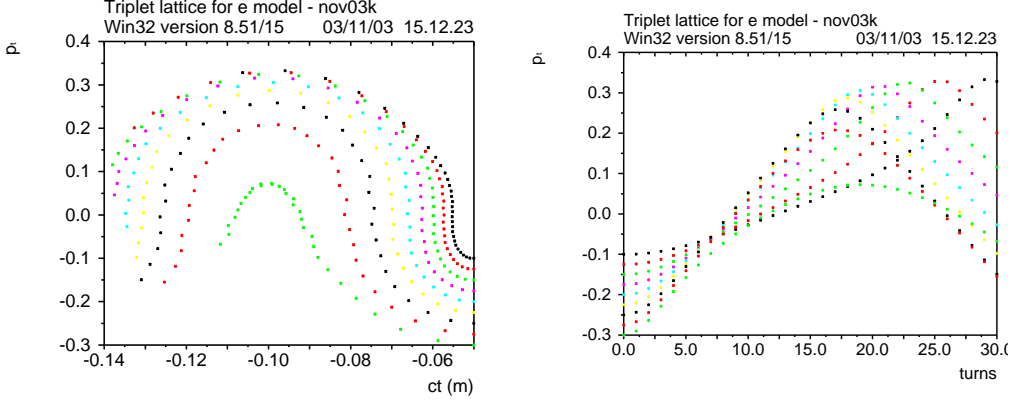 Triplet lattice for e model - nov03k
Win32 version 8.51/15 03/11/03 15.12.23
pt
0.4
0.3
0.2
0.1
0.0
-0.1
-0.2
-0.3
-0.14 -0.12 -0.10 -0.08 -0.06
ct (m)
Triplet lattice for e model - nov03k
Win32 version 8.51/15 03/11/03 15.12.23
pt
0.4
0.3
0.2
0.1
0.0
-0.1
-0.2
-0.3
0.0 5.0 10.0 15.0 20.0 25.0 30.0
turns